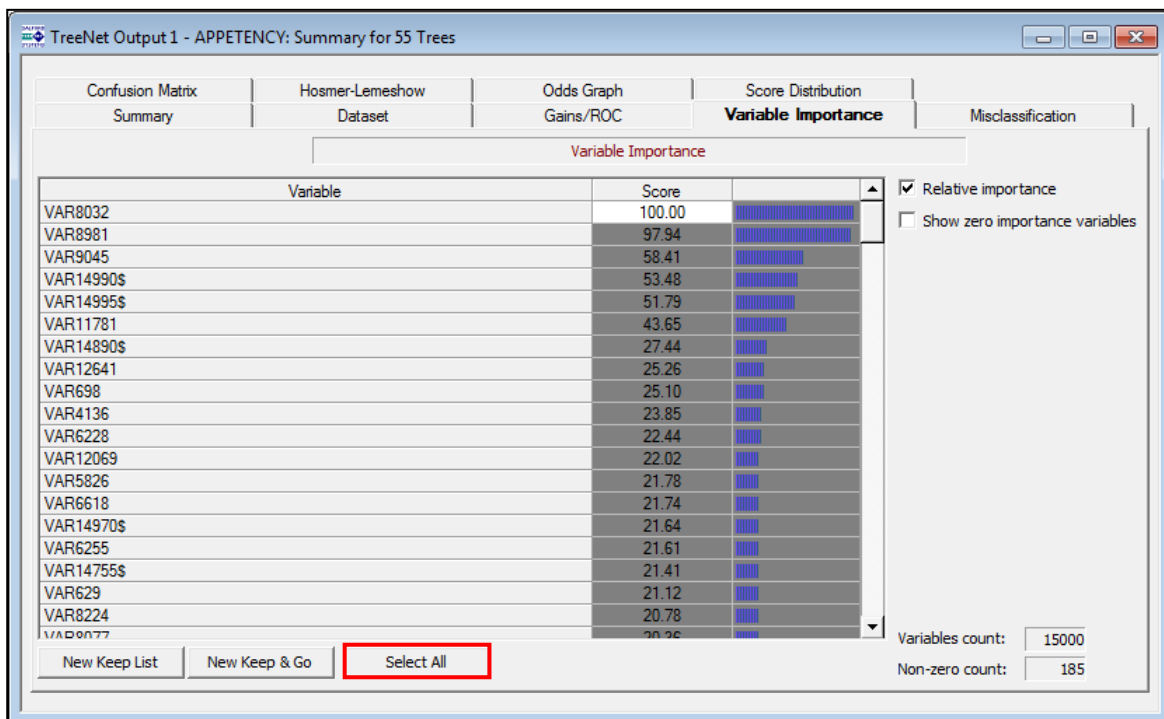 TreeNet Output 1 - APPETENCY: Summary for 55 Trees
Confusion Matrix Hosmer-Lemeshow Odds Graph Score Distribution
Summary Dataset Gains/ROC Variable Importance Misclassification
Variable Importance
Variable Score
VAR8032 100.00
VAR8981 97.94
VAR9045 58.41
VAR14990$ 53.48
VAR14995$ 51.79
VAR11781 43.65
VAR14890$ 27.44
VAR12641 25.26
VAR698 25.10
VAR4136 23.85
VAR6228 22.44
VAR12069 22.02
VAR5826 21.78
VAR6618 21.74
VAR14970$ 21.64
VAR6255 21.61
VAR14755$ 21.41
VAR629 21.12
VAR8224 20.78
VAR8077 20.36
Relative importance
Show zero importance variables
New Keep List New Keep & Go Select All
Variables count: 15000
Non-zero count: 185